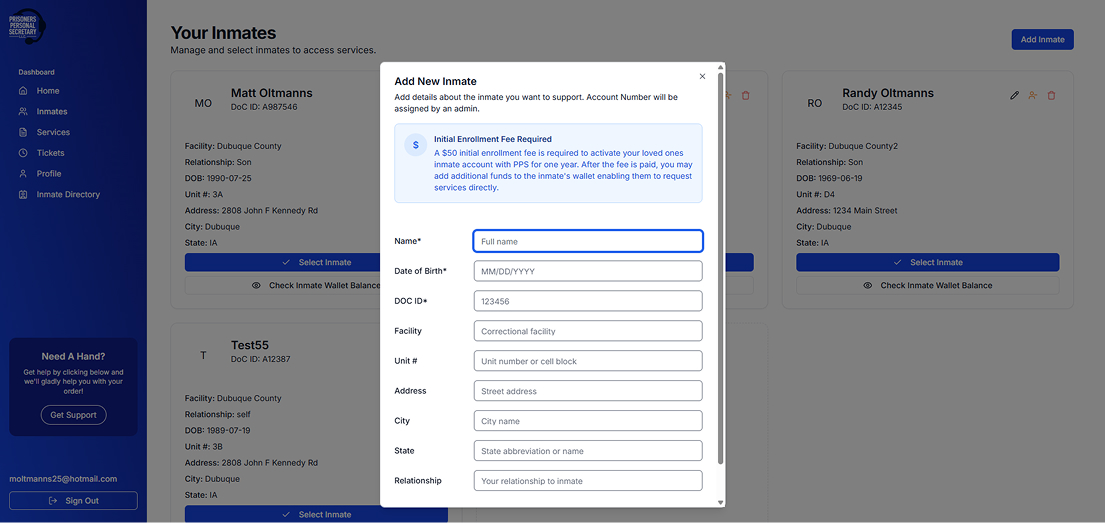 PRISONERS
PERSONAL
SECRETARY
Dashboard
Home
Inmates
Services
Tickets
Profile
Inmate Directory
Need A Hand?
Get help by clicking below and
we'll gladly help you with your
order!
Get Support
moltmanns25@hotmail.com
Sign Out
Your Inmates
Manage and select inmates to access services.
Add Inmate
MO
Matt Oltmanns
DoC ID: A987546
Facility: Dubuque County
Relationship: Son
DOB: 1990-07-25
Unit #: 3A
Address: 2808 John F Kennedy Rd
City: Dubuque
State: IA
Select Inmate
Check Inmate Wallet Balance
RO
Randy Oltmanns
DoC ID: A12345
Facility: Dubuque County2
Relationship: Son
DOB: 1969-06-19
Unit #: D4
Address: 1234 Main Street
City: Dubuque
State: IA
Select Inmate
Check Inmate Wallet Balance
T
Test55
DoC ID: A12387
Facility: Dubuque County
Relationship: self
DOB: 1989-07-19
Unit #: 3B
Address: 2808 John F Kennedy Rd
City: Dubuque
State: IA
Select Inmate
Add New Inmate
Add details about the inmate you want to support. Account Number will be
assigned by an admin.
$
Initial Enrollment Fee Required
A $50 initial enrollment fee is required to activate your loved ones
inmate account with PPS for one year. After the fee is paid, you may
add additional funds to the inmate's wallet enabling them to request
services directly.
Name*
Full name
Date of Birth*
MM/DD/YYYY
DOC ID*
123456
Facility
Correctional facility
Unit #
Unit number or cell block
Address
Street address
City
City name
State
State abbreviation or name
Relationship
Your relationship to inmate